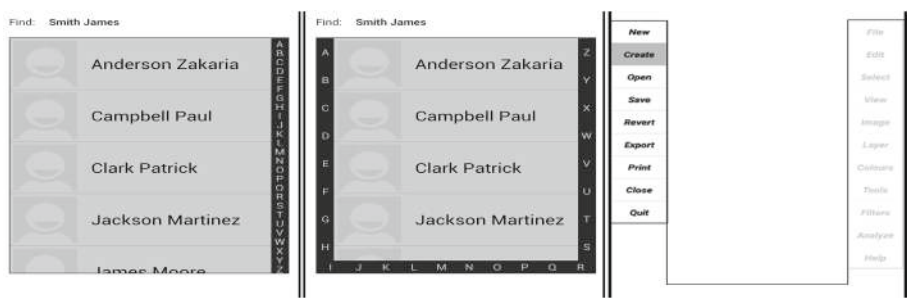 Find: Smith James
Anderson Zakaria
Campbell Paul
Clark Patrick
Jackson Martinez
James Moore
A
B
C
D
E
F
G
H
I
J
K
L
M
N
O
P
Q
R
S
T
U
V
W
X
Y
Z
Find: Smith James
Anderson Zakaria
Campbell Paul
Clark Patrick
Jackson Martinez
A
B
C
D
E
F
G
H
I J K L M N O P Q R
Z
Y
X
W
V
U
T
S
New
Create
Open
Save
Revert
Export
Print
Close
Quit
File
Edit
Select
View
Image
Layer
Colours
Tools
Filters
Analyze
Help